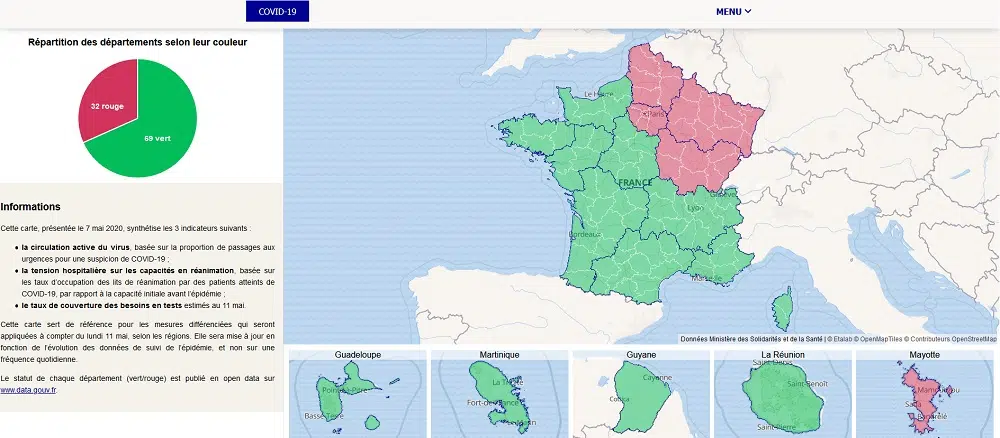 COVID-19
MENU
Répartition des départements selon leur couleur
32 rouge
69 vert
Informations
Cette carte, présentée le 7 mai 2020, synthétise les 3 indicateurs suivants :
• la circulation active du virus, basée sur la proportion de passages aux
urgences pour une suspicion de COVID-19 ;
• la tension hospitalière sur les capacités en réanimation, basée sur
les taux d'occupation des lits de réanimation par des patients atteints de
COVID-19, par rapport à la capacité initiale avant l'épidémie ;
• le taux de couverture des besoins en tests estimés au 11 mai.
Cette carte sert de référence pour les mesures différenciées qui seront
appliquées à compter du lundi 11 mai, selon les régions. Elle sera mise à jour en
fonction de l'évolution des données de suivi de l'épidémie, et non sur une
fréquence quotidienne.
Le statut de chaque département (vert/rouge) est publié en open data sur
www.data.gouv.fr.
Le Havre
Paris
FRANCE
Genève
Lyon
Bordeaux
Marseille
Données Ministère des Solidarités et de la Santé | © Etalab © OpenMapTiles © Contributeurs OpenStreetMap
Guadeloupe
Pointe-à-Pitre
Basse-Terre
Martinique
La Trinité
Fort-de-France
Guyane
Cayenne
La Réunion
Saint-Denis
Saint-Benoît
Saint-Pierre
Mayotte